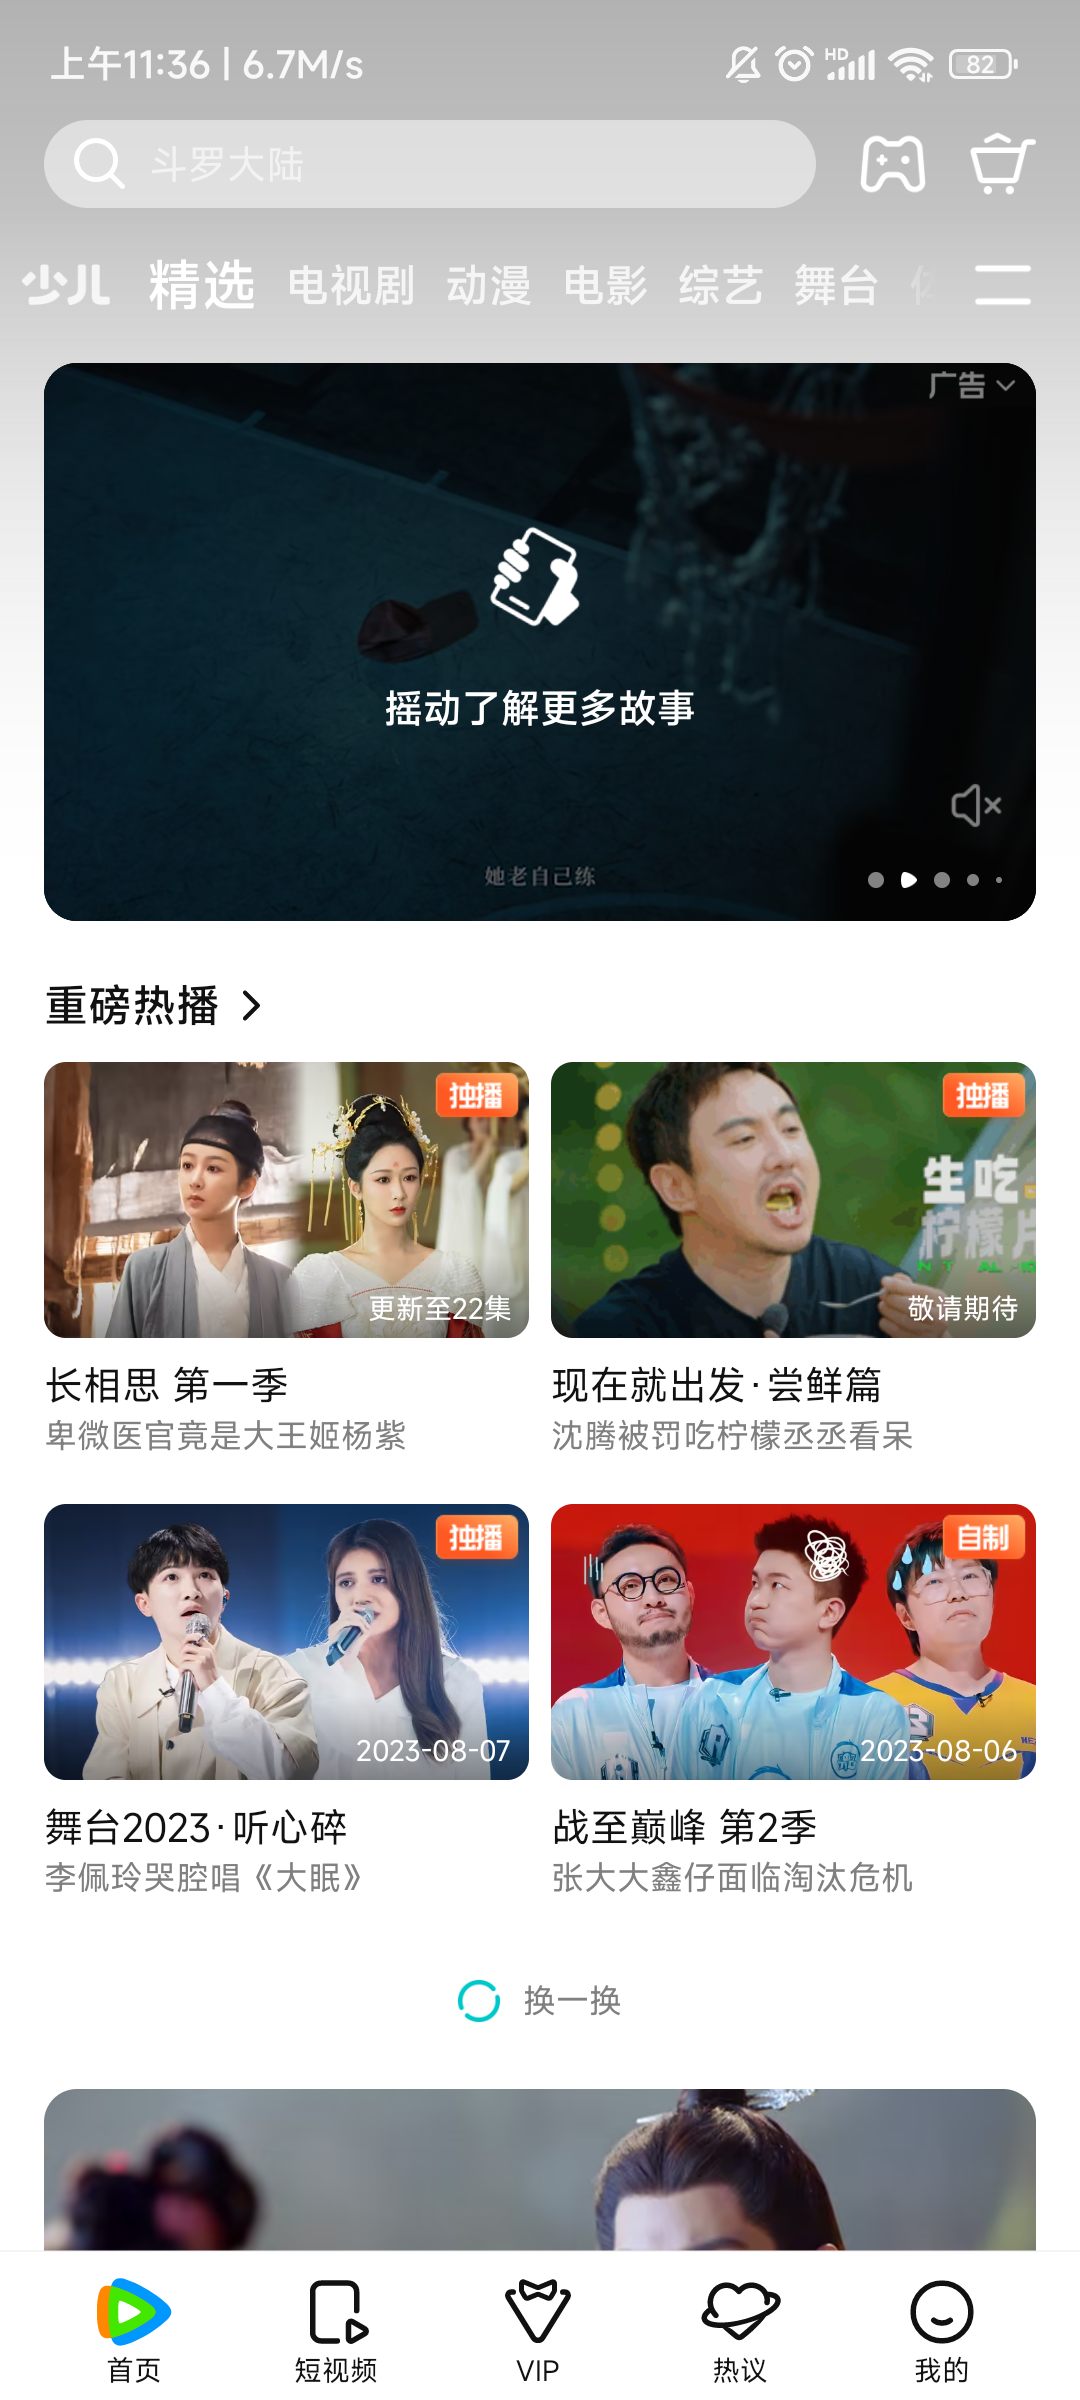 上午11:36 | 6.7M/s
HD
82
斗罗大陆
少儿 精选 电视剧 动漫 电影 综艺 舞台
广告
摇动了解更多故事
她老自己练
重磅热播
独播
更新至22集
长相思 第一季
卑微医官竟是大王姬杨紫
独播
生吃
柠檬片
敬请期待
现在就出发·尝鲜篇
沈腾被罚吃柠檬丞丞看呆
独播
2023-08-07
舞台2023·听心碎
李佩玲哭腔唱《大眠》
自制
2023-08-06
战至巅峰 第2季
张大大鑫仔面临淘汰危机
换一换
首页 短视频 VIP 热议 我的